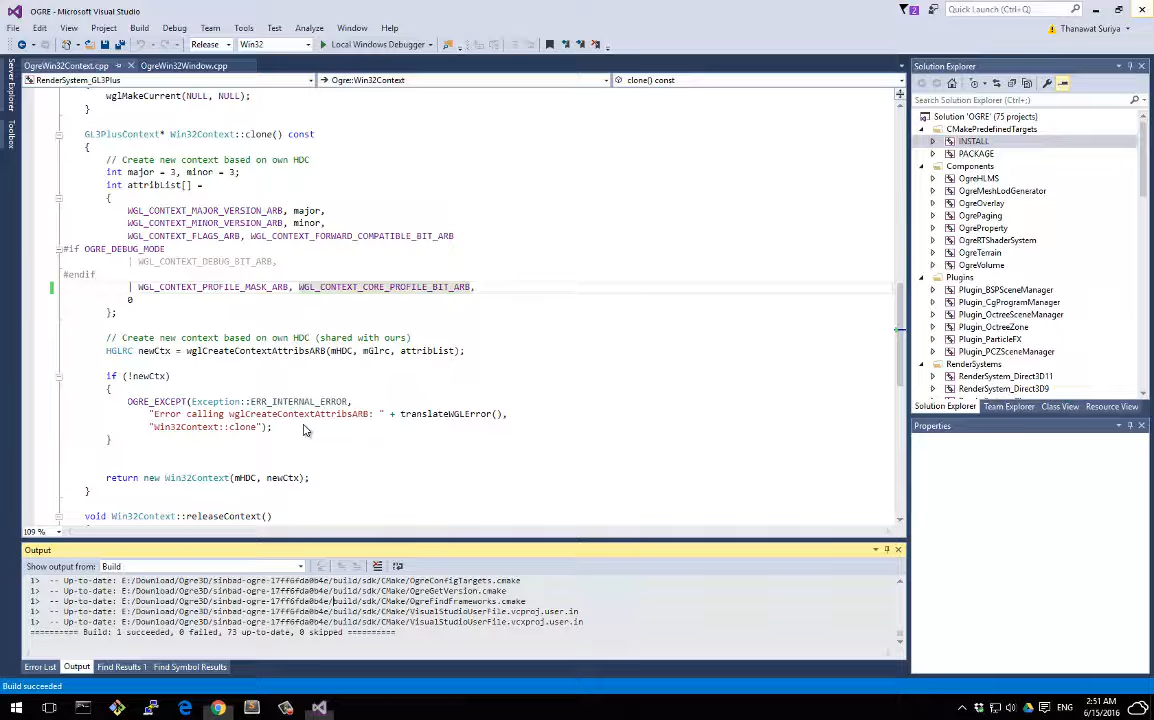 OGRE - Microsoft Visual Studio
2
Quick Launch (Ctrl+Q)
File Edit View Project Build Debug Team Tools Test Analyze Window Help
Thanawat Suriya
Release Win32 Local Windows Debugger
Server Explorer
Toolbox
OgreWin32Context.cpp OgreWin32Window.cpp
RenderSystem_GL3Plus Ogre::Win32Context clone() const
wglMakeCurrent(NULL, NULL);
}
GL3PlusContext* Win32Context::clone() const
{
// Create new context based on own HDC
int major = 3, minor = 3;
int attribList[] =
{
WGL_CONTEXT_MAJOR_VERSION_ARB, major,
WGL_CONTEXT_MINOR_VERSION_ARB, minor,
WGL_CONTEXT_FLAGS_ARB, WGL_CONTEXT_FORWARD_COMPATIBLE_BIT_ARB
#if OGRE_DEBUG_MODE
| WGL_CONTEXT_DEBUG_BIT_ARB,
#endif
| WGL_CONTEXT_PROFILE_MASK_ARB, WGL_CONTEXT_CORE_PROFILE_BIT_ARB,
0
};
// Create new context based on own HDC (shared with ours)
HGLRC newCtx = wglCreateContextAttribsARB(mHDC, mGlrc, attribList);
if (!newCtx)
{
OGRE_EXCEPT(Exception::ERR_INTERNAL_ERROR,
"Error calling wglCreateContextAttribsARB: " + translateWGLError(),
"Win32Context::clone");
}
return new Win32Context(mHDC, newCtx);
}
void Win32Context::releaseContext()
109 %
Solution Explorer
Search Solution Explorer (Ctrl+;)
Solution 'OGRE' (75 projects)
CMakePredefinedTargets
INSTALL
PACKAGE
Components
OgreHLMS
OgreMeshLodGenerator
OgreOverlay
OgrePaging
OgreProperty
OgreRTShaderSystem
OgreTerrain
OgreVolume
Plugins
Plugin_BSPSceneManager
Plugin_CgProgramManager
Plugin_OctreeSceneManager
Plugin_OctreeZone
Plugin_ParticleFX
Plugin_PCZSceneManager
RenderSystems
RenderSystem_Direct3D11
RenderSystem_Direct3D9
Solution Explorer Team Explorer Class View Resource View
Properties
Output
Show output from: Build
1> -- Up-to-date: E:/Download/Ogre3D/sinbad-ogre-17ff6fda0b4e/build/sdk/CMake/OgreConfigTargets.cmake
1> -- Up-to-date: E:/Download/Ogre3D/sinbad-ogre-17ff6fda0b4e/build/sdk/CMake/OgreGetVersion.cmake
1> -- Up-to-date: E:/Download/Ogre3D/sinbad-ogre-17ff6fda0b4e/build/sdk/CMake/OgreFindFrameworks.cmake
1> -- Up-to-date: E:/Download/Ogre3D/sinbad-ogre-17ff6fda0b4e/build/sdk/CMake/VisualStudioUserFile.vcproj.user.in
1> -- Up-to-date: E:/Download/Ogre3D/sinbad-ogre-17ff6fda0b4e/build/sdk/CMake/VisualStudioUserFile.vcxproj.user.in
========== Build: 1 succeeded, 0 failed, 73 up-to-date, 0 skipped ==========
Error List Output Find Results 1 Find Symbol Results
Build succeeded
ENG
2:51 AM
6/15/2016